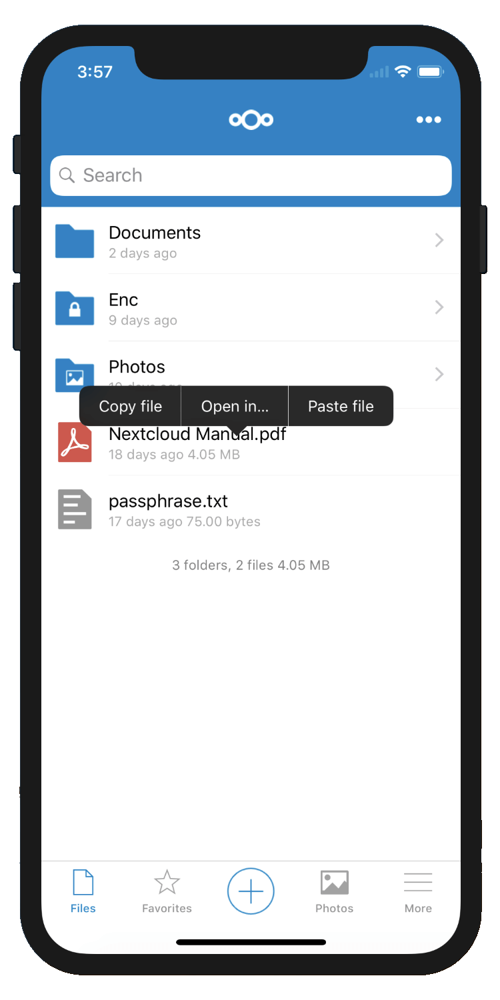 3:57
Search
Documents
2 days ago
Enc
9 days ago
Photos
Copy file
Open in...
Paste file
Nextcloud Manual.pdf
18 days ago 4.05 MB
passphrase.txt
17 days ago 75.00 bytes
3 folders, 2 files 4.05 MB
Files
Favorites
Photos
More